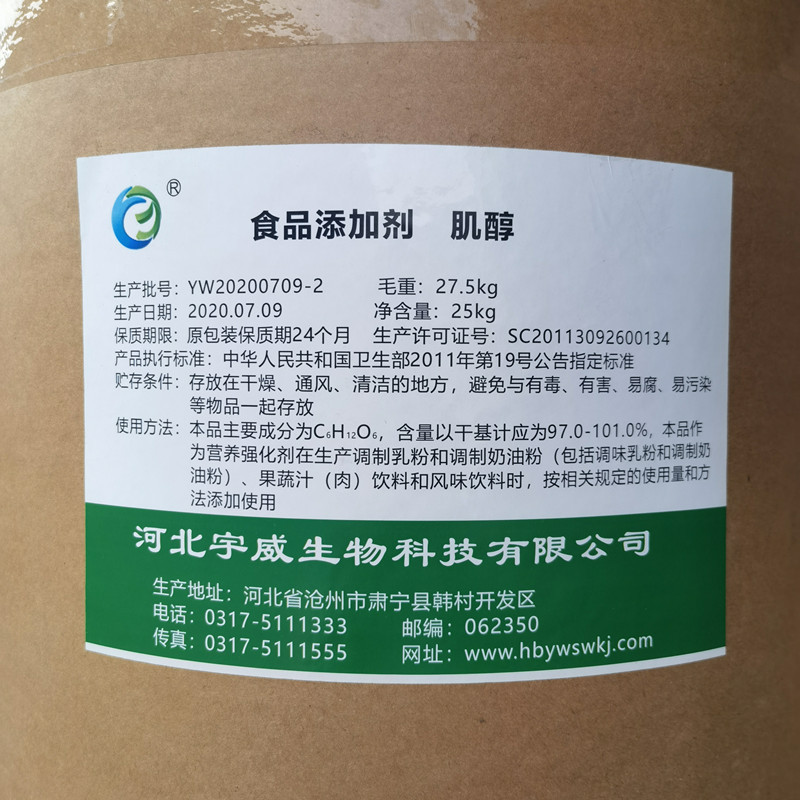 ®
食品添加剂 肌醇
生产批号：YW20200709-2 毛重：27.5kg
生产日期：2020.07.09 净含量：25kg
保质期限：原包装保质期24个月 生产许可证号：SC20113092600134
产品执行标准：中华人民共和国卫生部2011年第19号公告指定标准
贮存条件：存放在干燥、通风、清洁的地方，避免与有毒、有害、易腐、易污染
等物品一起存放
使用方法：本品主要成分为C₆H₁₂O₆，含量以干基计应为97.0-101.0%，本品作
为营养强化剂在生产调制乳粉和调制奶油粉（包括调味乳粉和调制奶
油粉）、果蔬汁（肉）饮料和风味饮料时，按相关规定的使用量和方
法添加使用
河北宇威生物科技有限公司
生产地址：河北省沧州市肃宁县韩村开发区
电话：0317-5111333 邮编：062350
传真：0317-5111555 网址：www.hbywswkj.com